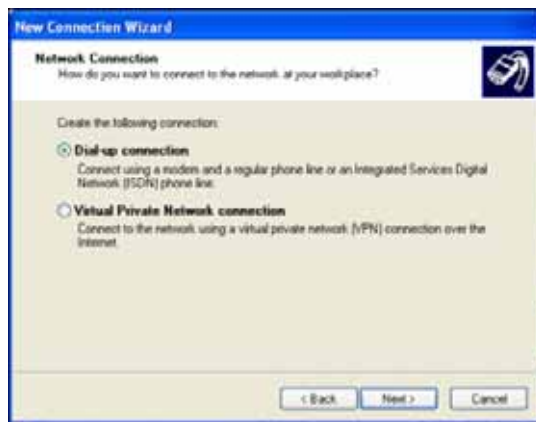 New Connection Wizard
Network Connection
How do you want to connect to the network at your workplace?
Create the following connection:
Dial-up connection
Connect using a modem and a regular phone line or an Integrated Services Digital
Network (ISDN) phone line.
Virtual Private Network connection
Connect to the network using a virtual private network (VPN) connection over the
Internet.
< Back
Next >
Cancel